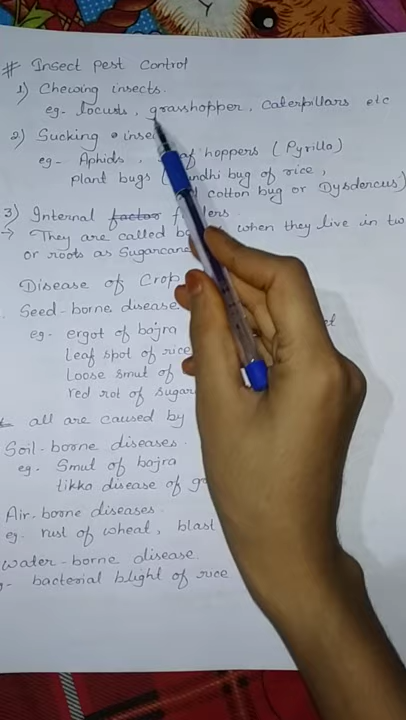 # Insect pest control
1) Chewing insects.
eg- locusts, grasshopper, caterpillars etc
2) Sucking
eg- Aphids, hoppers (Pyrilla)
plant bugs ( bug of rice,
cotton bug or Dysdercus)
3) Internal factor
→ They are called when they live in
or roots as Sugarcane
Disease of Crop
Seed-borne disease
eg- ergot of bajra
Leaf spot of rice
Loose smut of
red rot of
all are caused by
Soil-borne diseases.
eg. Smut of bajra
tikko disease of
Air-borne diseases.
eg. rust of wheat, blast
water-borne disease.
bacterial blight of rice